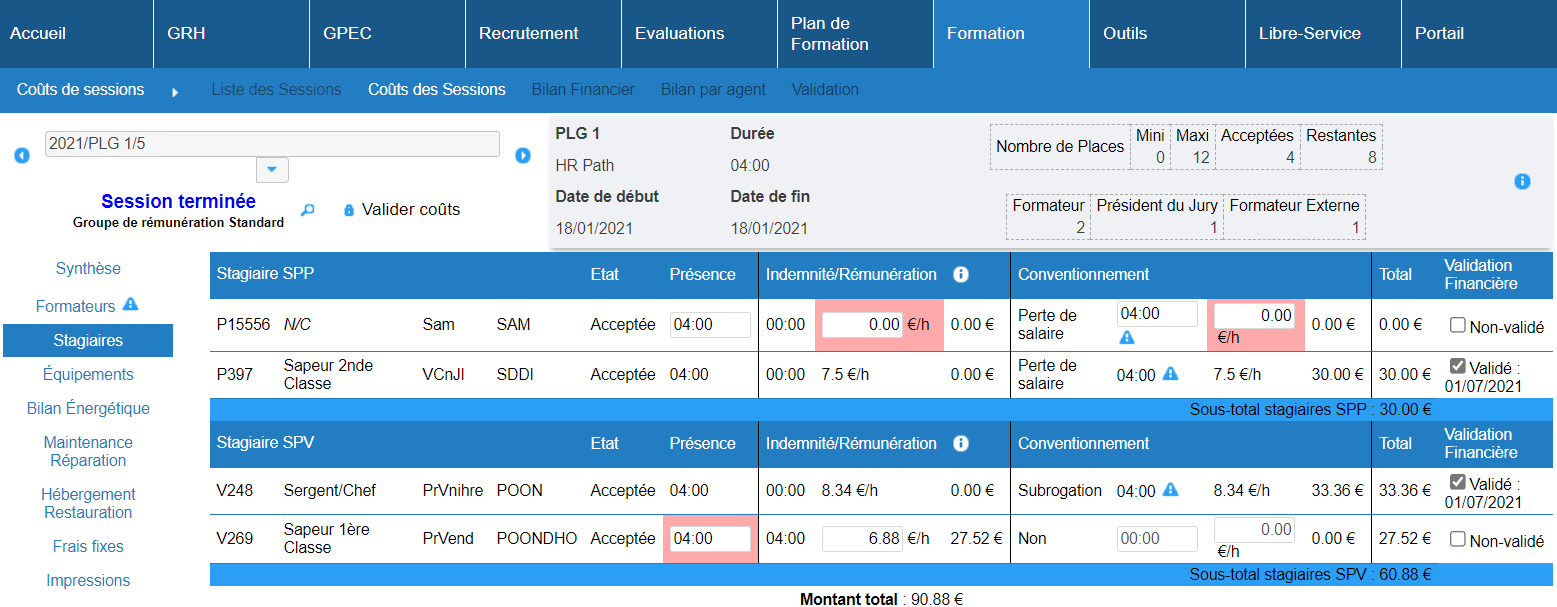 Accueil GRH GPEC Recrutement Evaluations Plan de Formation Formation Outils Libre-Service Portail
Coûts de sessions Liste des Sessions Coûts des Sessions Bilan Financier Bilan par agent Validation
2021/PLG 1/5
Session terminée
Groupe de rémunération Standard
Valider coûts
PLG 1 Durée
HR Path 04:00
Date de début Date de fin
18/01/2021 18/01/2021
Nombre de Places Mini Maxi Acceptées Restantes
0 12 4 8
Formateur Président du Jury Formateur Externe
2 1 1
Synthèse
Formateurs
Stagiaires
Équipements
Bilan Énergétique
Maintenance
Réparation
Hébergement
Restauration
Frais fixes
Impressions
Stagiaire SPP Etat Présence Indemnité/Rémunération Conventionnement Total Validation Financière
P15556 N/C Sam SAM Acceptée 04:00 00:00 0.00 €/h 0.00 € Perte de salaire 04:00 0.00 €/h 0.00 € 0.00 € Non-validé
P397 Sapeur 2nde Classe VCnJl SDDI Acceptée 04:00 00:00 7.5 €/h 0.00 € Perte de salaire 04:00 7.5 €/h 30.00 € 30.00 € Validé : 01/07/2021
Sous-total stagiaires SPP : 30.00 €
Stagiaire SPV Etat Présence Indemnité/Rémunération Conventionnement Total Validation Financière
V248 Sergent/Chef PrVnihre POON Acceptée 04:00 00:00 8.34 €/h 0.00 € Subrogation 04:00 8.34 €/h 33.36 € 33.36 € Validé : 01/07/2021
V269 Sapeur 1ère Classe PrVend POONDHO Acceptée 04:00 04:00 6.88 €/h 27.52 € Non 00:00 0.00 €/h 0.00 € 27.52 € Non-validé
Sous-total stagiaires SPV : 60.88 €
Montant total : 90.88 €